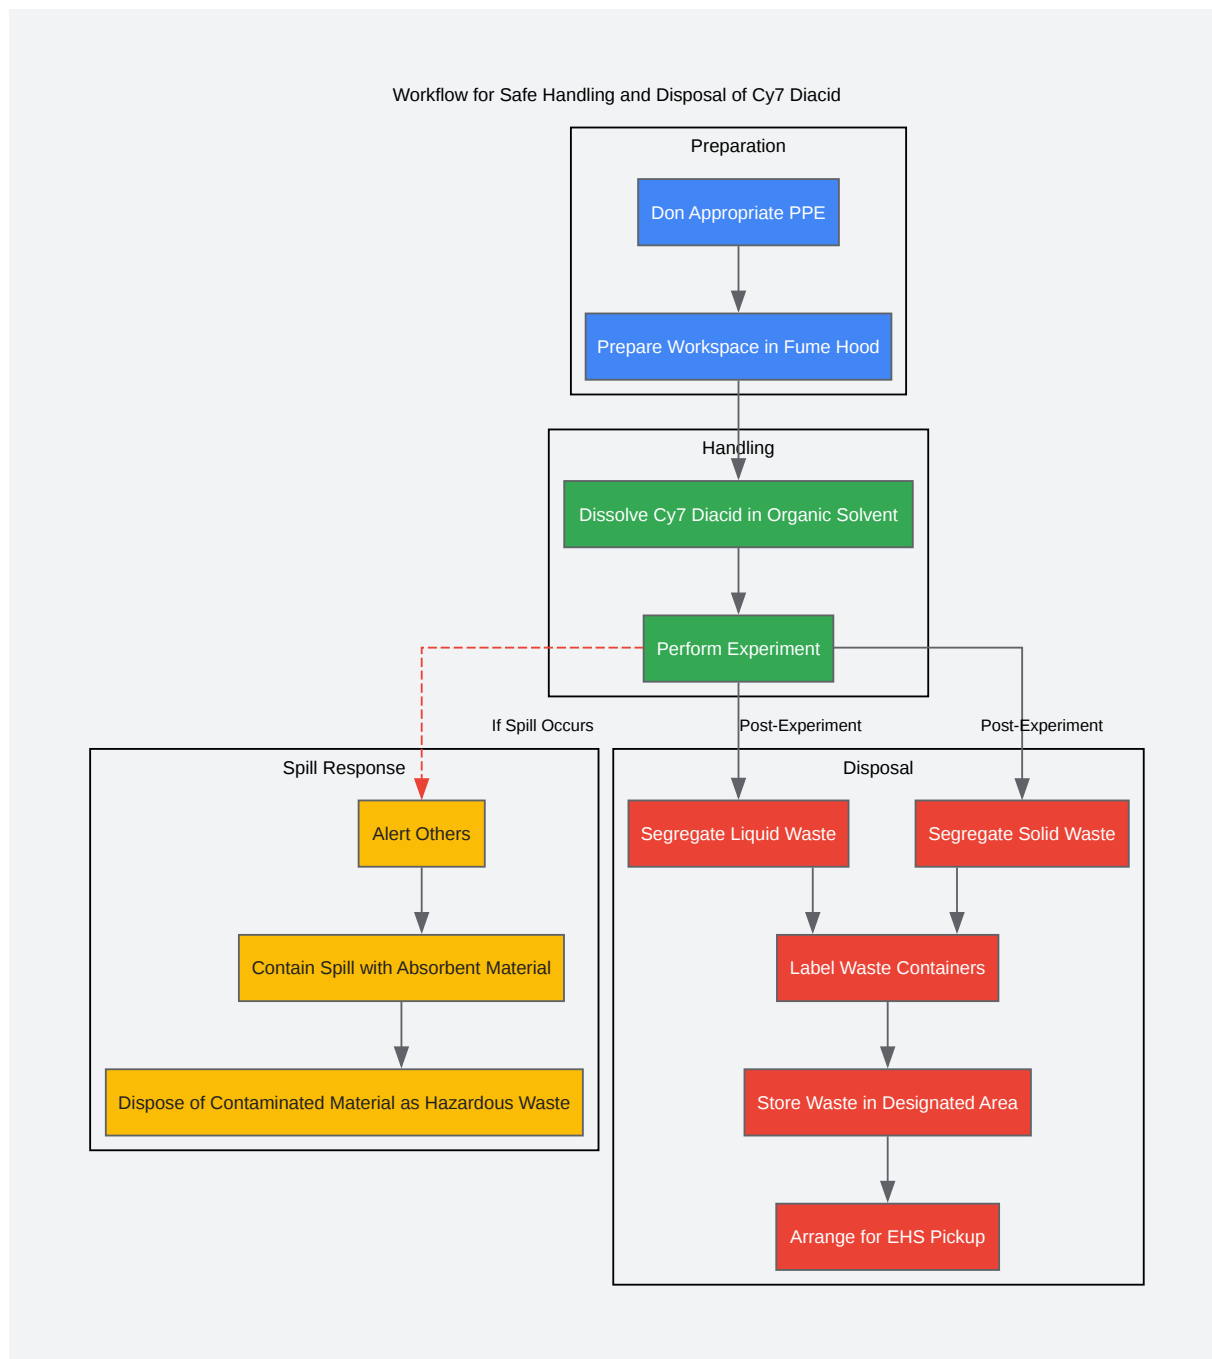 Workflow for Safe Handling and Disposal of Cy7 Diacid
Preparation
Don Appropriate PPE
Prepare Workspace in Fume Hood
Handling
Dissolve Cy7 Diacid in Organic Solvent
Perform Experiment
If Spill Occurs
Post-Experiment
Post-Experiment
Spill Response
Alert Others
Contain Spill with Absorbent Material
Dispose of Contaminated Material as Hazardous Waste
Disposal
Segregate Liquid Waste
Segregate Solid Waste
Label Waste Containers
Store Waste in Designated Area
Arrange for EHS Pickup